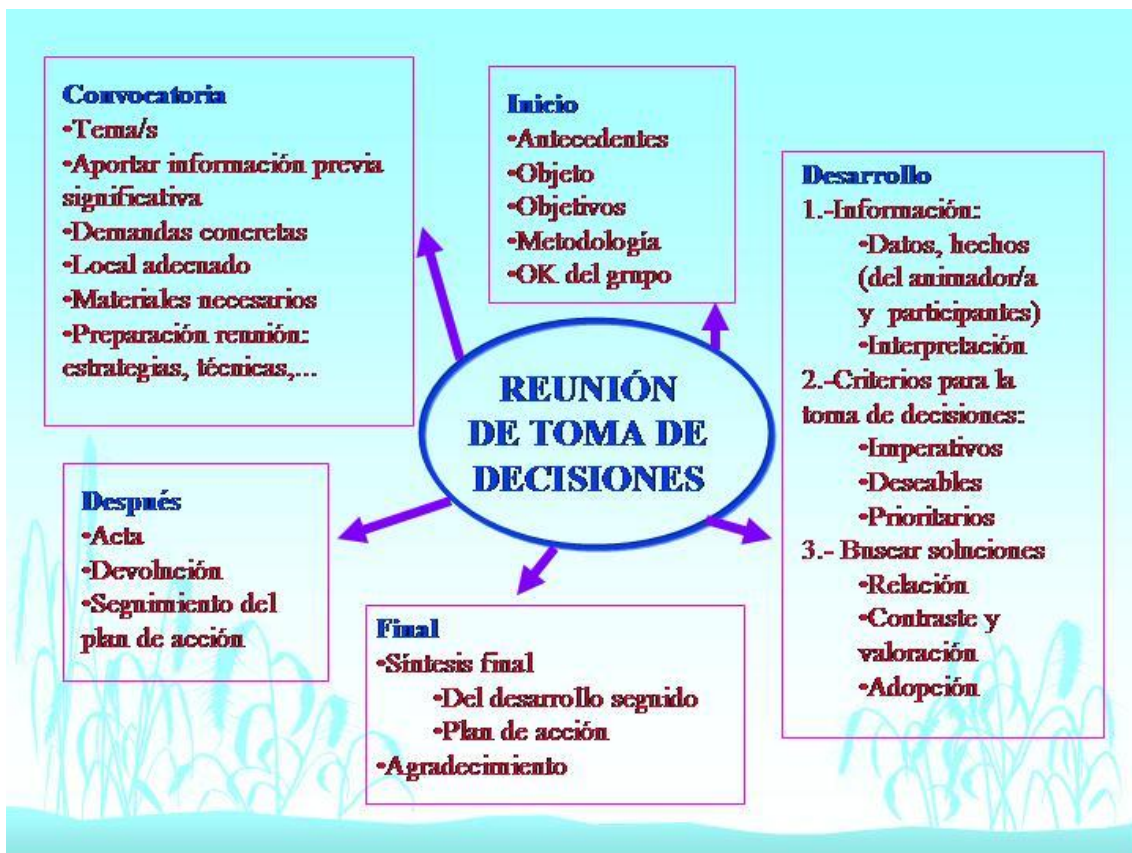 Convocatoria
•Tema/s
•Aportar información previa
significativa
•Demandas concretas
•Local adecuado
•Materiales necesarios
•Preparación reunión:
estrategias, técnicas,...
Inicio
•Antecedentes
•Objeto
•Objetivos
•Metodología
•OK del grupo
Desarrollo
1.-Información:
•Datos, hechos
(del animador/a
y participantes)
•Interpretación
2.-Criterios para la
toma de decisiones:
•Imperativos
•Deseables
•Prioritarios
3.- Buscar soluciones
•Relación
•Contraste y
valoración
•Adopción
REUNIÓN
DE TOMA DE
DECISIONES
Después
•Acta
•Devolución
•Seguimiento del
plan de acción
Final
•Síntesis final
•Del desarrollo seguido
•Plan de acción
•Agradecimiento